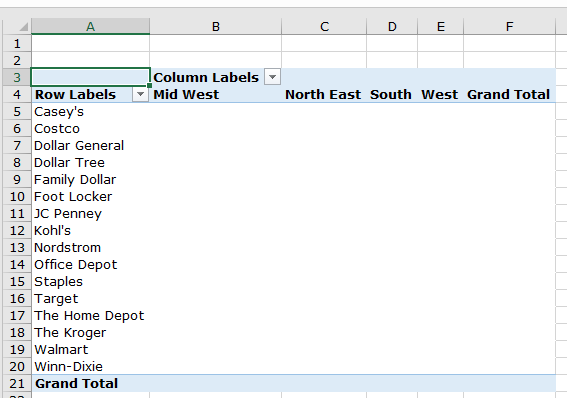 A B C D E F
1
2
3 Column Labels
4 Row Labels Mid West North East South West Grand Total
5 Casey's
6 Costco
7 Dollar General
8 Dollar Tree
9 Family Dollar
10 Foot Locker
11 JC Penney
12 Kohl's
13 Nordstrom
14 Office Depot
15 Staples
16 Target
17 The Home Depot
18 The Kroger
19 Walmart
20 Winn-Dixie
21 Grand Total